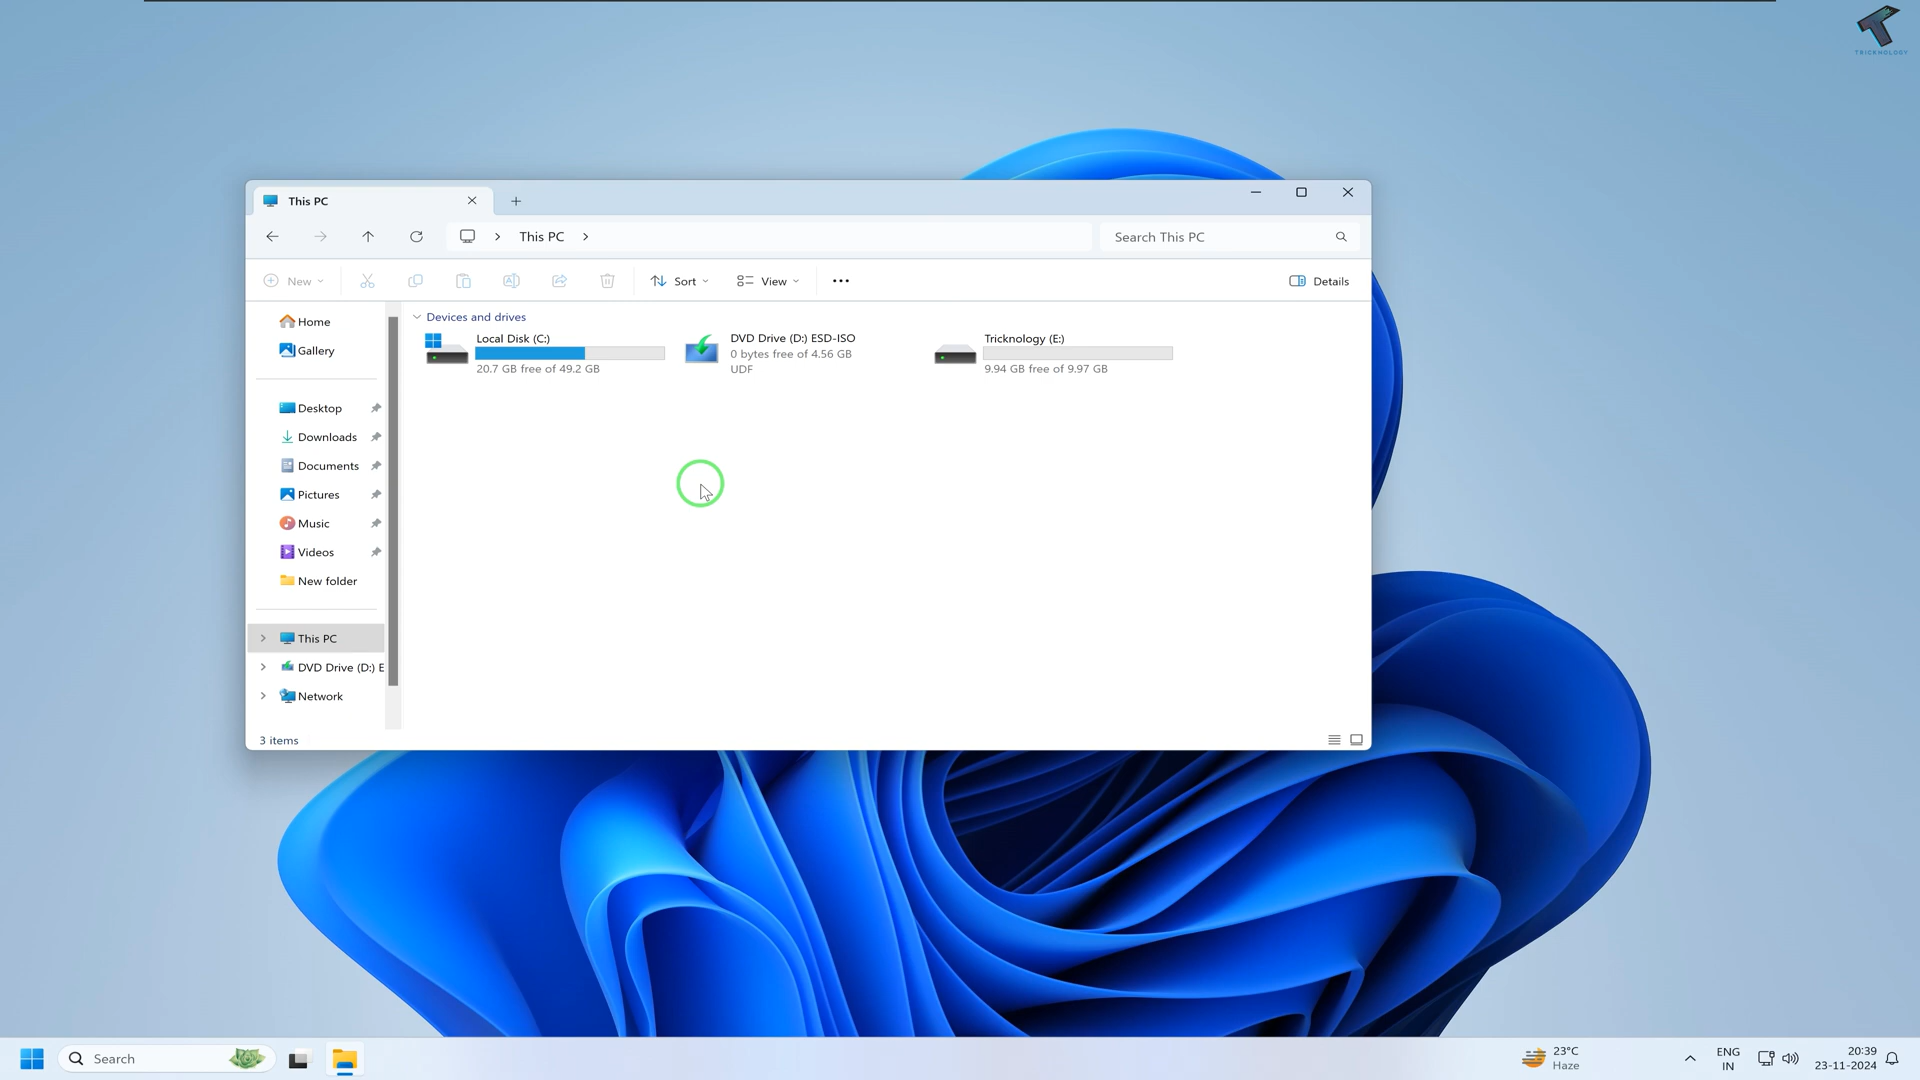 TRICKNOLOGY
This PC
This PC
Search This PC
New
Sort
View
Details
Home
Gallery
Desktop
Downloads
Documents
Pictures
Music
Videos
New folder
This PC
DVD Drive (D:) E
Network
Devices and drives
Local Disk (C:)
20.7 GB free of 49.2 GB
DVD Drive (D:) ESD-ISO
0 bytes free of 4.56 GB
UDF
Tricknology (E:)
9.94 GB free of 9.97 GB
3 items
Search
23°C
Haze
ENG
IN
20:39
23-11-2024